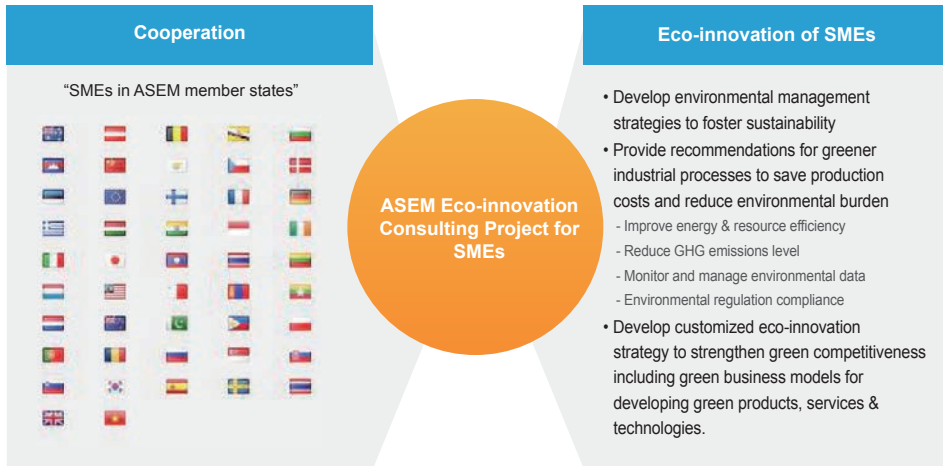 Cooperation
“SMEs in ASEM member states”
ASEM Eco-innovation
Consulting Project for
SMEs
Eco-innovation of SMEs
• Develop environmental management
strategies to foster sustainability
• Provide recommendations for greener
industrial processes to save production
costs and reduce environmental burden
- Improve energy & resource efficiency
- Reduce GHG emissions level
- Monitor and manage environmental data
- Environmental regulation compliance
• Develop customized eco-innovation
strategy to strengthen green competitiveness
including green business models for
developing green products, services &
technologies.